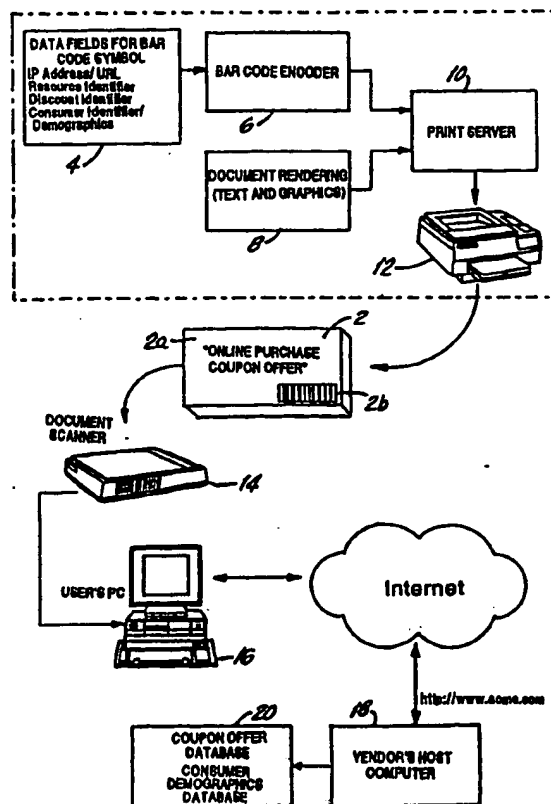 DATA FIELDS FOR BAR
CODE SYMBOL
IP Address/ URL
Resource Identifier
Discount Identifier
Consumer Identifier/
Demographics
4
BAR CODE ENCODER
6
DOCUMENT RENDERING
(TEXT AND GRAPHICS)
8
10
PRINT SERVER
12
2a
2
"ONLINE PURCHASE
COUPON OFFER"
2b
DOCUMENT
SCANNER
14
USER'S PC
16
Internet
http://www.acme.com
20
COUPON OFFER
DATABASE
CONSUMER
DEMOGRAPHICS
DATABASE
18
VENDOR'S HOST
COMPUTER